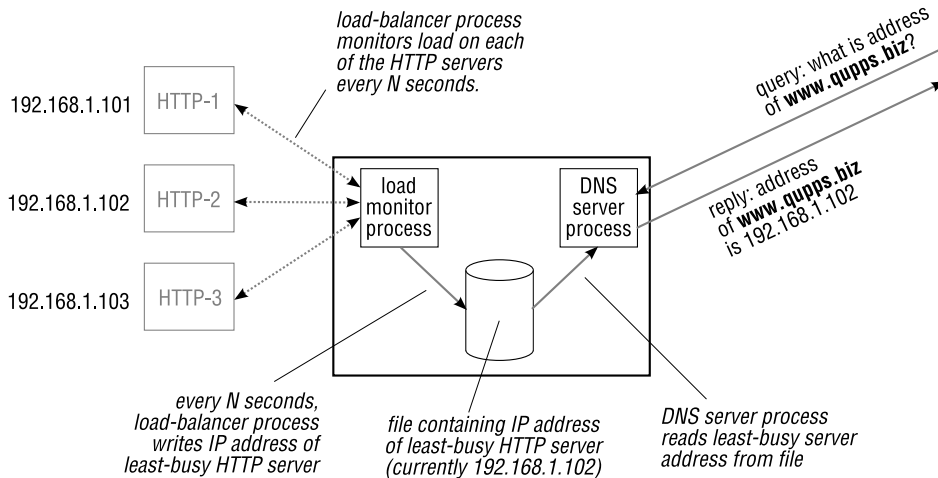 load-balancer process
monitors load on each
of the HTTP servers
every N seconds.
query: what is address
of www.qupps.biz?
reply: address
of www.qupps.biz
is 192.168.1.102
192.168.1.101
HTTP-1
192.168.1.102
HTTP-2
192.168.1.103
HTTP-3
load
monitor
process
DNS
server
process
every N seconds,
load-balancer process
writes IP address of
least-busy HTTP server
file containing IP address
of least-busy HTTP server
(currently 192.168.1.102)
DNS server process
reads least-busy server
address from file